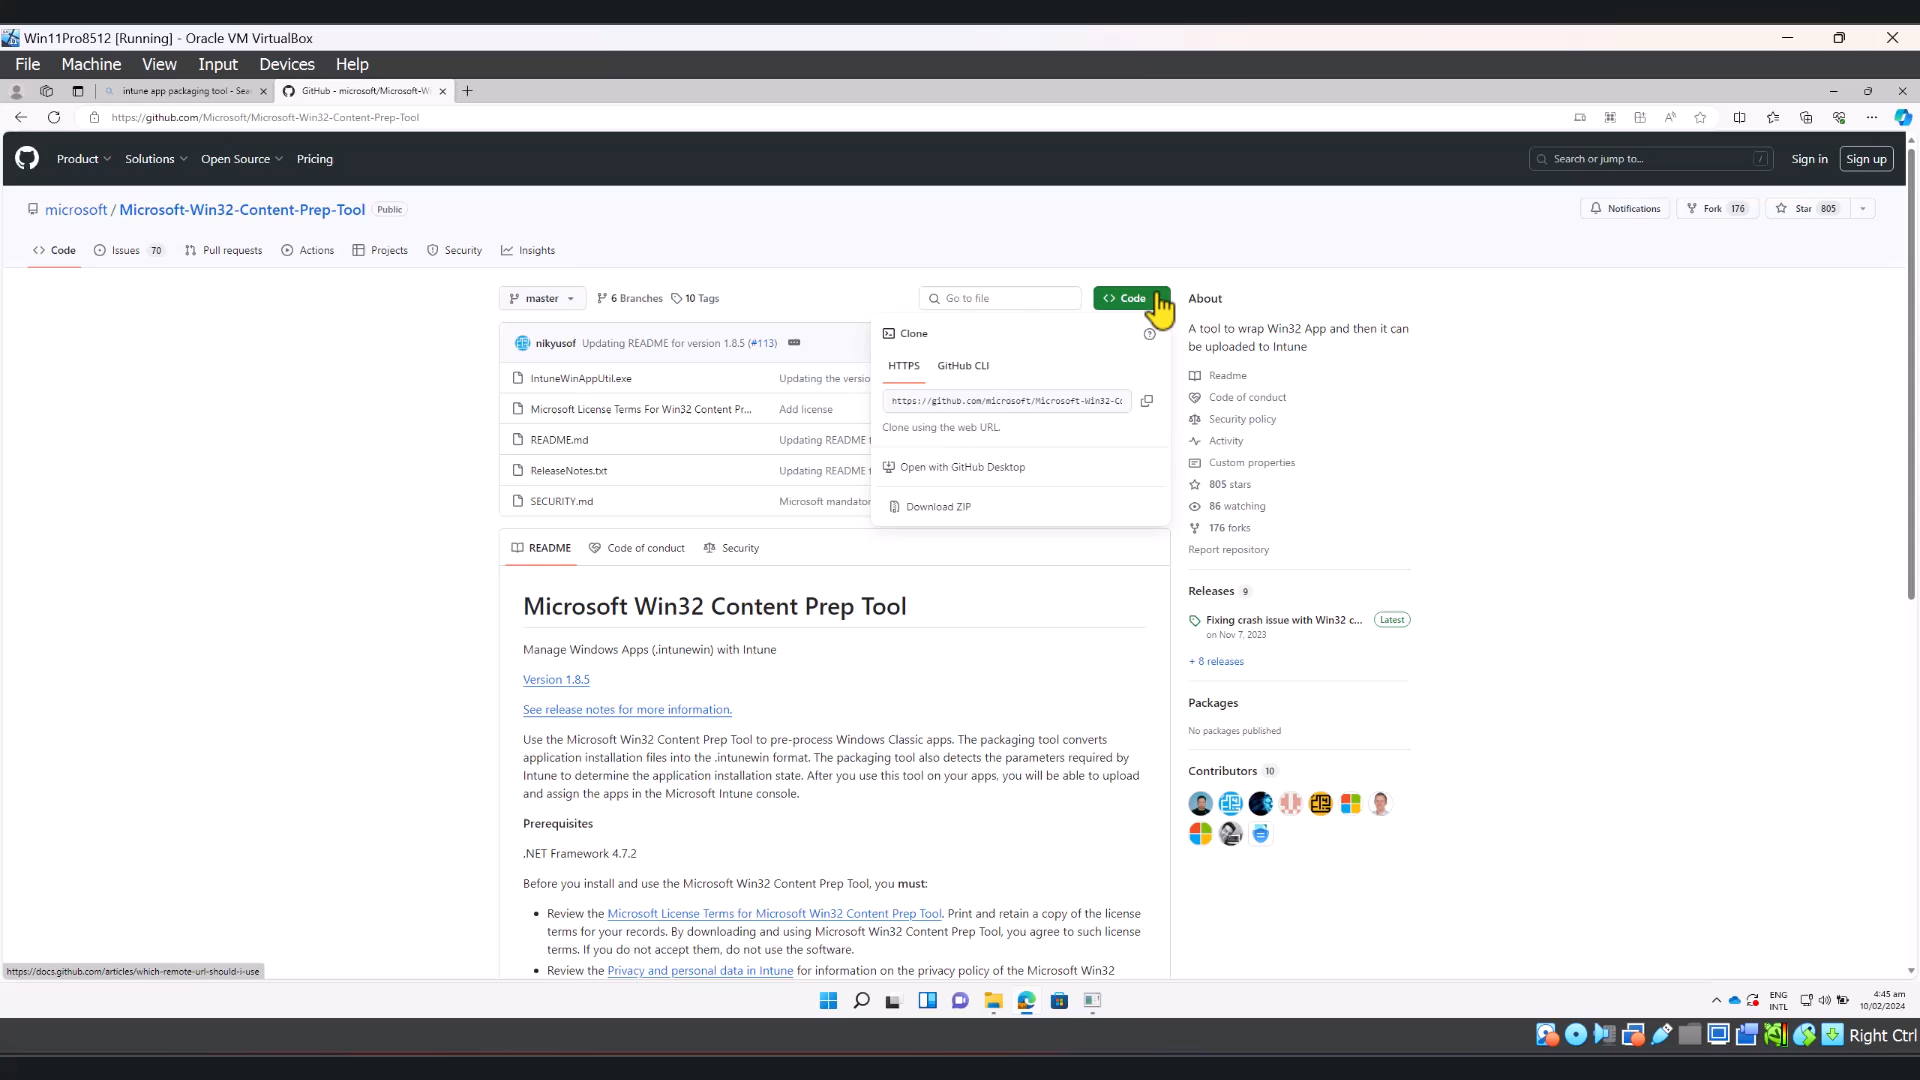 Win11Pro8512 [Running] - Oracle VM VirtualBox
File Machine View Input Devices Help
intune app packaging tool - Sea
GitHub - microsoft/Microsoft-Wi
https://github.com/Microsoft/Microsoft-Win32-Content-Prep-Tool
Product Solutions Open Source Pricing
Search or jump to...
/
Sign in
Sign up
microsoft / Microsoft-Win32-Content-Prep-Tool
Public
Notifications
Fork 176
Star 805
Code
Issues 70
Pull requests
Actions
Projects
Security
Insights
master
6 Branches
10 Tags
Go to file
Code
nikyusof Updating README for version 1.8.5 (#113)
IntuneWinAppUtil.exe Updating the versio
Microsoft License Terms For Win32 Content Pr... Add license
README.md Updating README f
ReleaseNotes.txt Updating README f
SECURITY.md Microsoft mandator
Clone
HTTPS GitHub CLI
https://github.com/microsoft/Microsoft-Win32-Co
Clone using the web URL.
Open with GitHub Desktop
Download ZIP
About
A tool to wrap Win32 App and then it can
be uploaded to Intune
Readme
Code of conduct
Security policy
Activity
Custom properties
805 stars
86 watching
176 forks
Report repository
Releases 9
Fixing crash issue with Win32 c...
Latest
on Nov 7, 2023
+ 8 releases
Packages
No packages published
Contributors 10
README
Code of conduct
Security
Microsoft Win32 Content Prep Tool
Manage Windows Apps (.intunewin) with Intune
Version 1.8.5
See release notes for more information.
Use the Microsoft Win32 Content Prep Tool to pre-process Windows Classic apps. The packaging tool converts
application installation files into the .intunewin format. The packaging tool also detects the parameters required by
Intune to determine the application installation state. After you use this tool on your apps, you will be able to upload
and assign the apps in the Microsoft Intune console.
Prerequisites
.NET Framework 4.7.2
Before you install and use the Microsoft Win32 Content Prep Tool, you must:
• Review the Microsoft License Terms for Microsoft Win32 Content Prep Tool. Print and retain a copy of the license
terms for your records. By downloading and using Microsoft Win32 Content Prep Tool, you agree to such license
terms. If you do not accept them, do not use the software.
• Review the Privacy and personal data in Intune for information on the privacy policy of the Microsoft Win32
https://docs.github.com/articles/which-remote-url-should-i-use
ENG
INTL
4:45 am
10/02/2024
Right Ctrl